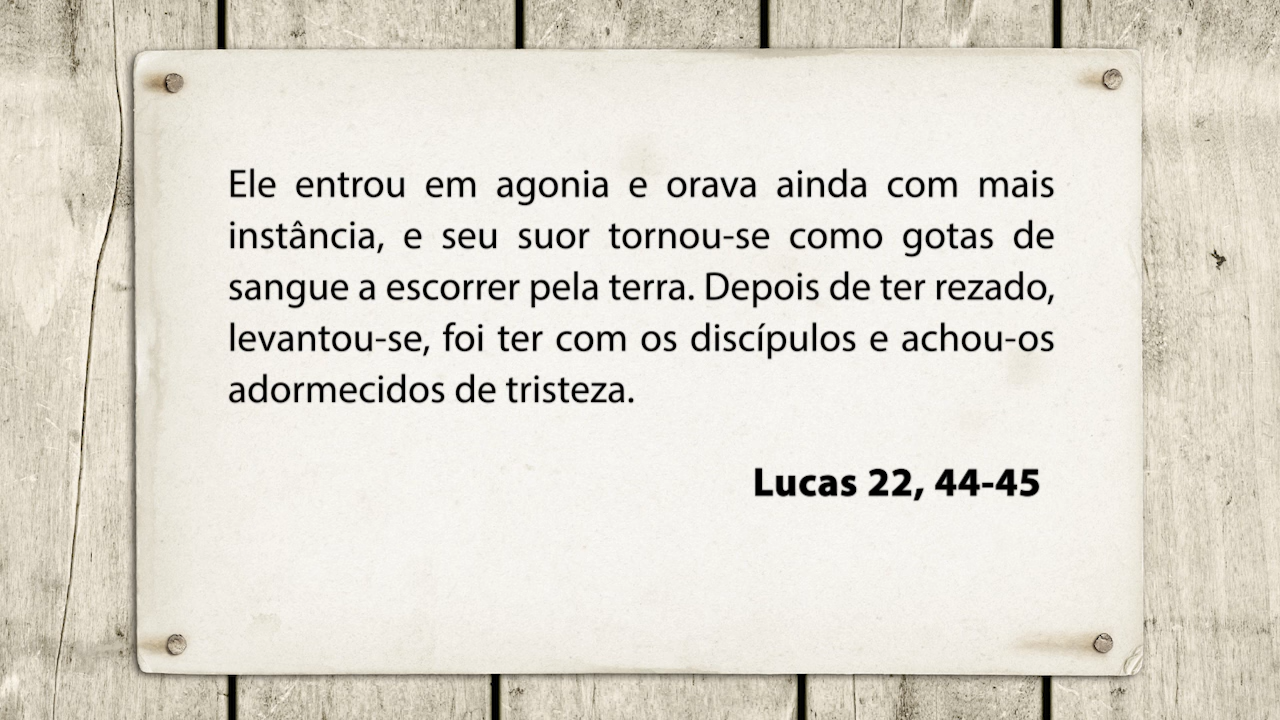 Ele entrou em agonia e orava ainda com mais
instância, e seu suor tornou-se como gotas de
sangue a escorrer pela terra. Depois de ter rezado,
levantou-se, foi ter com os discípulos e achou-os
adormecidos de tristeza.
Lucas 22, 44-45